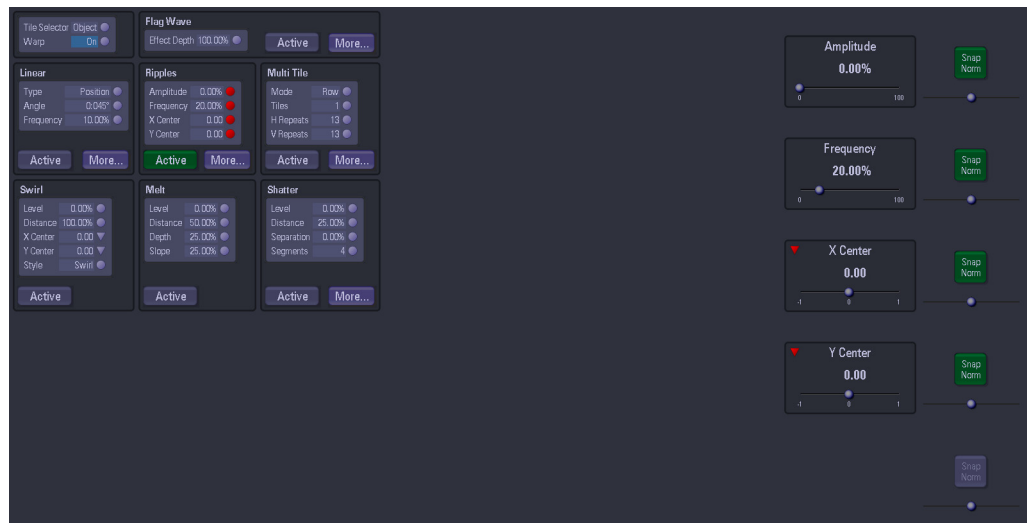 Tile Selector Object
Warp On
Flag Wave
Effect Depth 100.00%
Active More...
Linear
Type Position
Angle 0.045°
Frequency 10.00%
Active More...
Ripples
Amplitude 0.00%
Frequency 20.00%
X Center 0.00
Y Center 0.00
Active More...
Multi Tile
Mode Row
Tiles 1
H Repeats 13
V Repeats 13
Active More...
Swirl
Level 0.00%
Distance 100.00%
X Center 0.00
Y Center 0.00
Style Swirl
Active
Melt
Level 0.00%
Distance 50.00%
Depth 25.00%
Slope 25.00%
Active
Shatter
Level 0.00%
Distance 25.00%
Separation 0.00%
Segments 4
Active More...
Amplitude
0.00%
0 100
Snap
Norm
Frequency
20.00%
0 100
Snap
Norm
X Center
0.00
-1 0 1
Snap
Norm
Y Center
0.00
-1 0 1
Snap
Norm
Snap
Norm